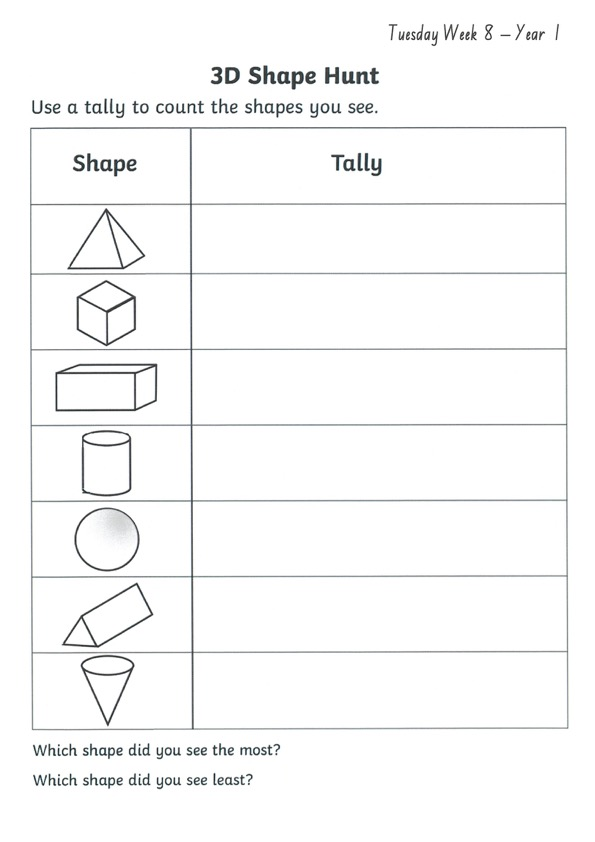 Tuesday Week 8 – Year 1
3D Shape Hunt
Use a tally to count the shapes you see.
Shape Tally
Which shape did you see the most?
Which shape did you see least?